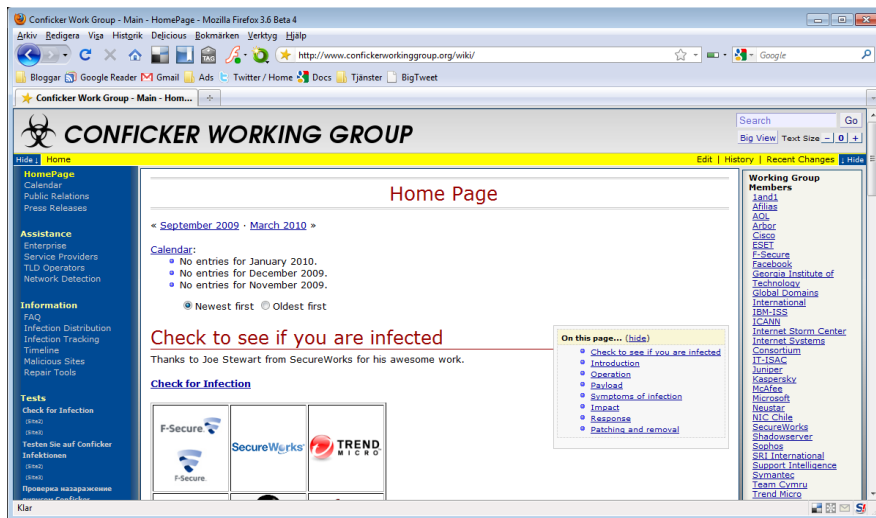 Conficker Work Group - Main - HomePage - Mozilla Firefox 3.6 Beta 4
Arkiv Redigera Visa Historik Delicious Bokmärken Verktyg Hjälp
http://www.confickerworkinggroup.org/wiki/
Google
Bloggar Google Reader Gmail Ads Twitter / Home Docs Tjänster BigTweet
Conficker Work Group - Main - Hom...
CONFICKER WORKING GROUP
Search Go
Big View Text Size - 0 +
Hide↓ Home Edit | History | Recent Changes ↓ Hide
HomePage
Calendar
Public Relations
Press Releases
Assistance
Enterprise
Service Providers
TLD Operators
Network Detection
Information
FAQ
Infection Distribution
Infection Tracking
Timeline
Malicious Sites
Repair Tools
Tests
Check for Infection
(Site2)
(Site3)
Testen Sie auf Conficker
Infektionen
(Site2)
(Site3)
Проверка назаражение
вирусом Conficker
Home Page
« September 2009 · March 2010 »
Calendar:
No entries for January 2010.
No entries for December 2009.
No entries for November 2009.
Newest first Oldest first
Check to see if you are infected
Thanks to Joe Stewart from SecureWorks for his awesome work.
Check for Infection
F-Secure.
F-Secure.
SecureWorks
TREND
MICRO
On this page... (hide)
Check to see if you are infected
Introduction
Operation
Payload
Symptoms of infection
Impact
Response
Patching and removal
Working Group
Members
1and1
Afilias
AOL
Arbor
Cisco
ESET
F-Secure
Facebook
Georgia Institute of
Technology
Global Domains
International
IBM-ISS
ICANN
Internet Storm Center
Internet Systems
Consortium
IT-ISAC
Juniper
Kaspersky
McAfee
Microsoft
Neustar
NIC Chile
SecureWorks
Shadowserver
Sophos
SRI International
Support Intelligence
Symantec
Team Cymru
Trend Micro
Klar